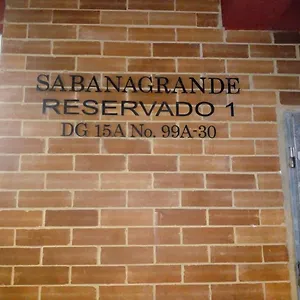 SABANAGRANDE
RESERVADO 1
DG 15A No. 99A-30